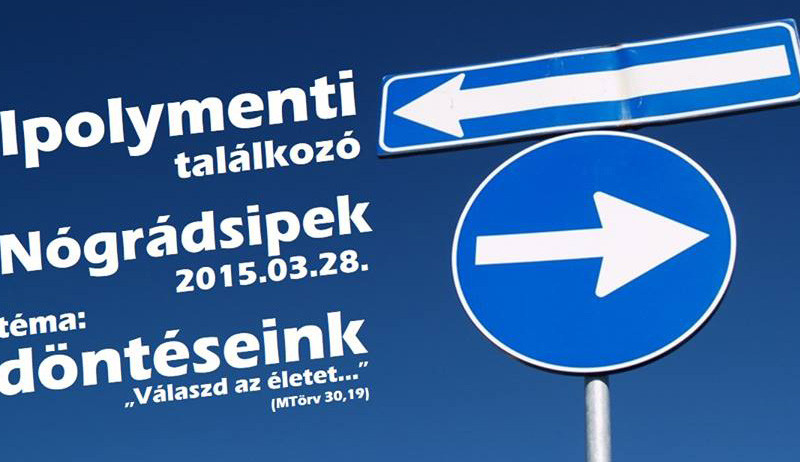 Ipolymenti
találkozó
Nógrádsipek
2015.03.28.
téma:
döntéseink
„Válaszd az életet..."
(MTörv 30,19)